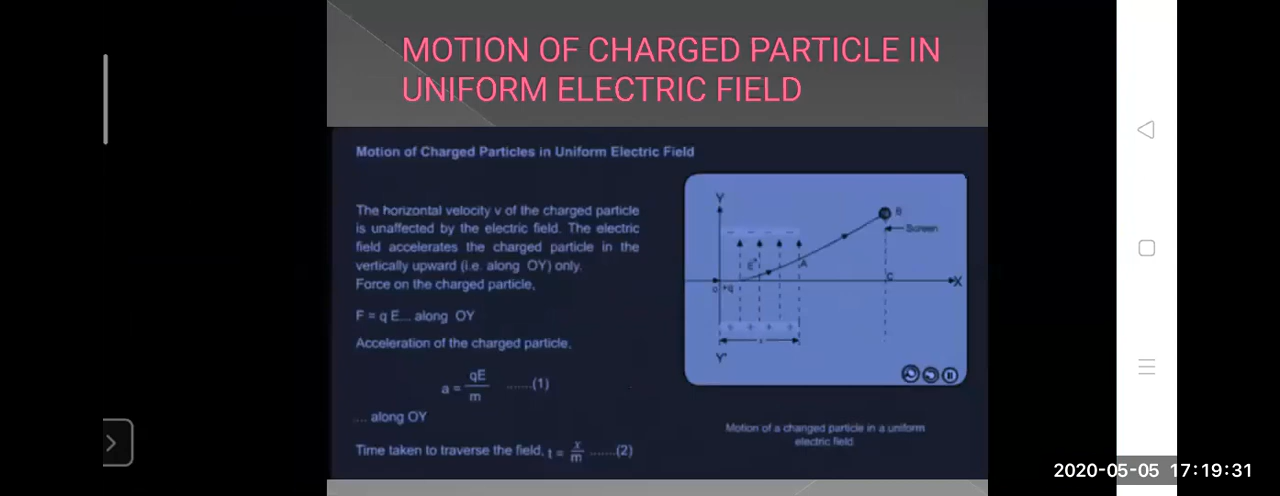 MOTION OF CHARGED PARTICLE IN
UNIFORM ELECTRIC FIELD
Motion of Charged Particles in Uniform Electric Field
The horizontal velocity v of the charged particle
is unaffected by the electric field. The electric
field accelerates the charged particle in the
vertically upward (i.e. along OY) only.
Force on the charged particle,
F = q E... along OY
Acceleration of the charged particle,
a = qE/m .......(1)
.... along OY
Time taken to traverse the field, t = x/m .......(2)
Y
B
Screen
E
A
C
X
o
+q
- - - -
+ + + +
x
Y'
Motion of a changed particle in a uniform
electric field
2020-05-05 17:19:31